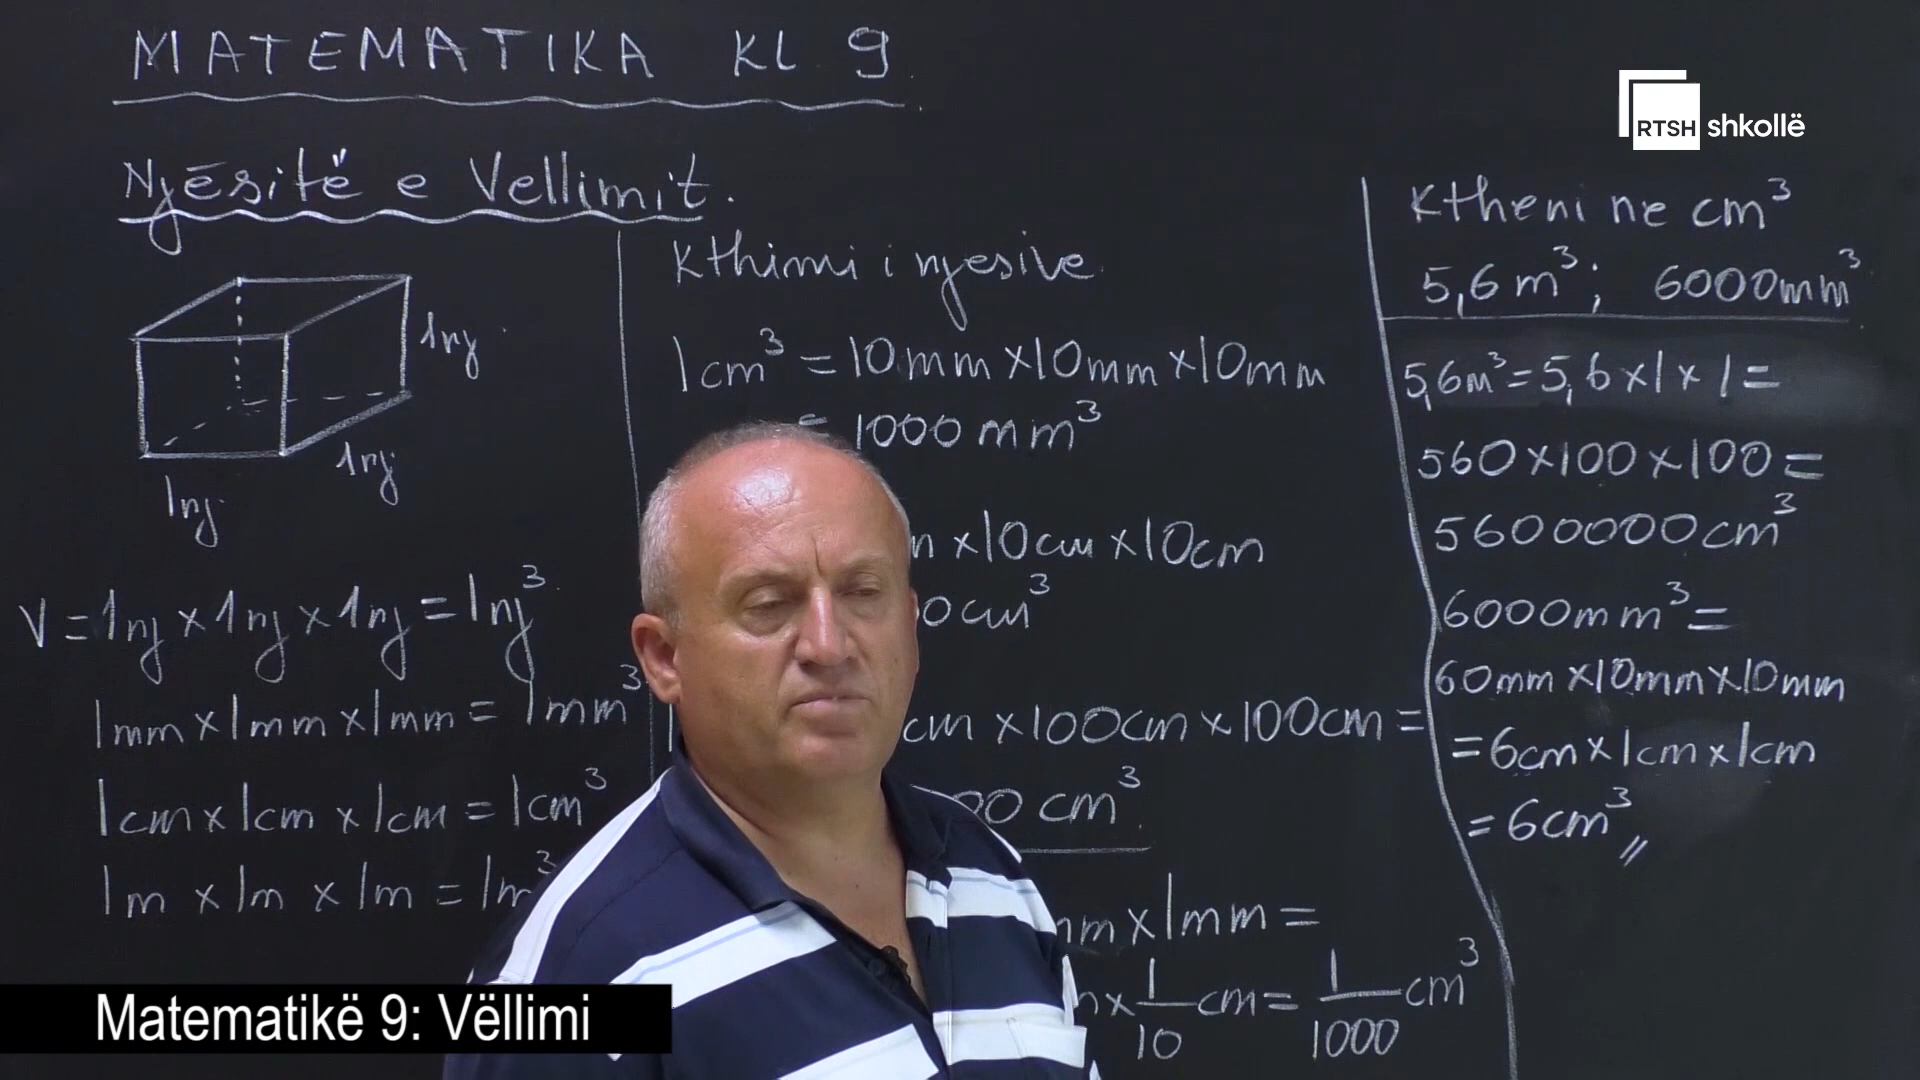 MATEMATIKA KL 9.
Njësitë e Vellimit.
1nj
1nj
1nj
V = 1nj × 1nj × 1nj = 1nj³
1mm × 1mm × 1mm = 1mm³
1cm × 1cm × 1cm = 1cm³
1m × 1m × 1m = 1m³
Kthimi i njesive
1cm³ = 10mm × 10mm × 10mm
= 1000 mm³
× 10cm × 10cm
0cm³
cm × 100cm × 100cm =
00 cm³
mm × 1mm =
× 1/10 cm = 1/1000 cm³
Ktheni ne cm³
5,6 m³; 6000mm³
5,6m³ = 5,6 × 1 × 1 =
560 × 100 × 100 =
5600000cm³
6000mm³ =
60mm × 10mm × 10mm
= 6cm × 1cm × 1cm
= 6cm³
RTSH shkollë
Matematikë 9: Vëllimi